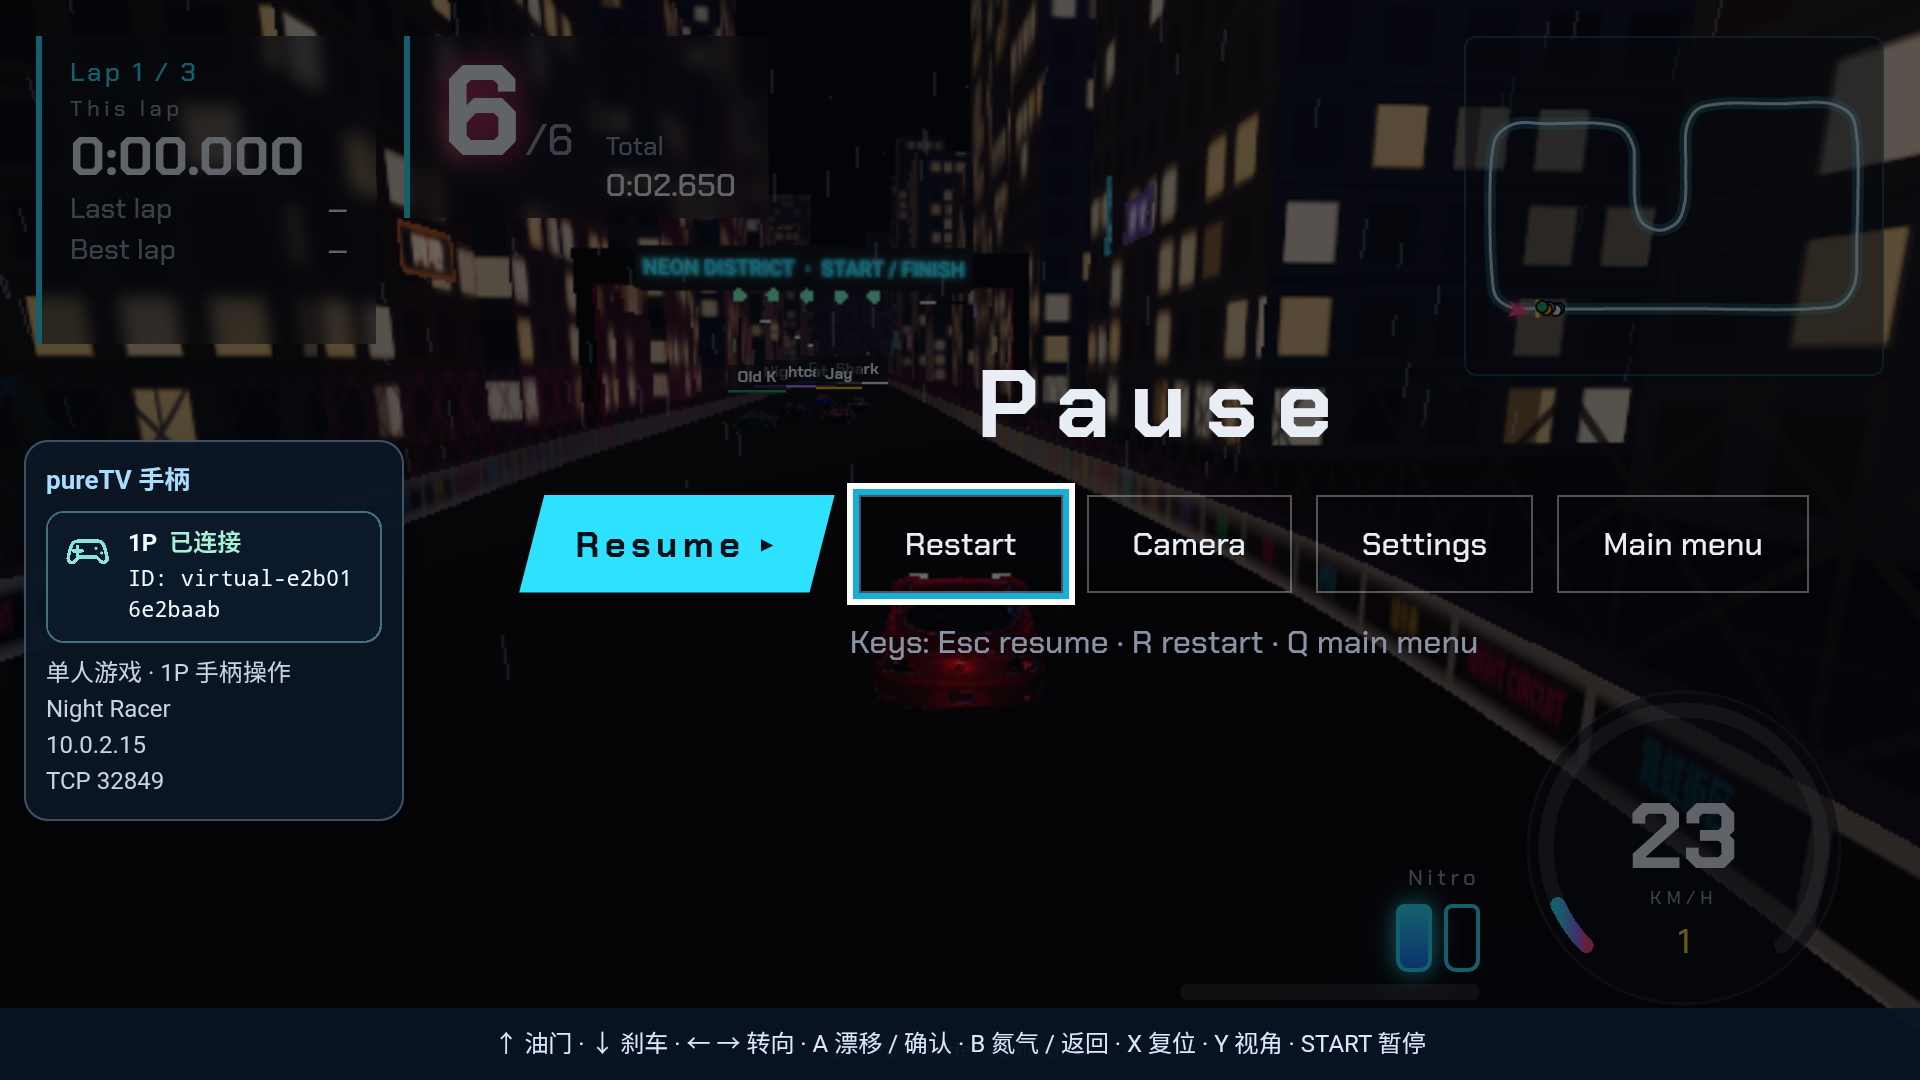 Lap 1 / 3
This lap
0:00.000
Last lap —
Best lap —
6/6
Total
0:02.650
NEON DISTRICT · START / FINISH
Old K
Jay
Pause
Resume ▸
Restart
Camera
Settings
Main menu
Keys: Esc resume · R restart · Q main menu
pureTV 手柄
1P 已连接
ID: virtual-e2b01
6e2baab
单人游戏 · 1P 手柄操作
Night Racer
10.0.2.15
TCP 32849
NIGHT CIRCUIT
Nitro
23
KM/H
1
↑ 油门 · ↓ 刹车 · ←→ 转向 · A 漂移 / 确认 · B 氮气 / 返回 · X 复位 · Y 视角 · START 暂停